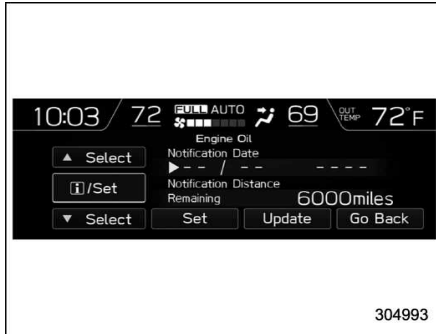 10:03 / 72 FULL AUTO 69 OUT TEMP 72°F
Engine Oil
▲ Select
Notification Date
▶-- / -- ----
i/Set
Notification Distance
Remaining 6000miles
▼ Select Set Update Go Back
304993